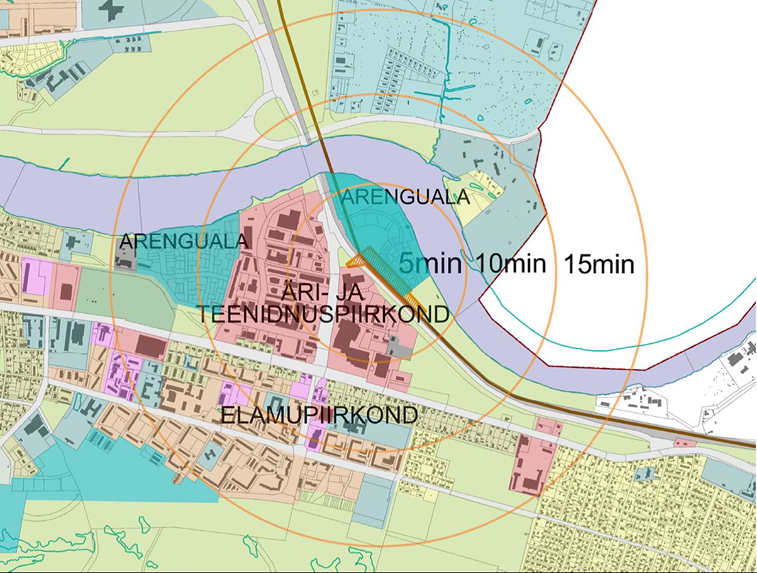 ARENGUALA
ARENGUALA
5min 10min 15min
ÄRI- JA
TEENIDNUSPIIRKOND
ELAMUPIIRKOND